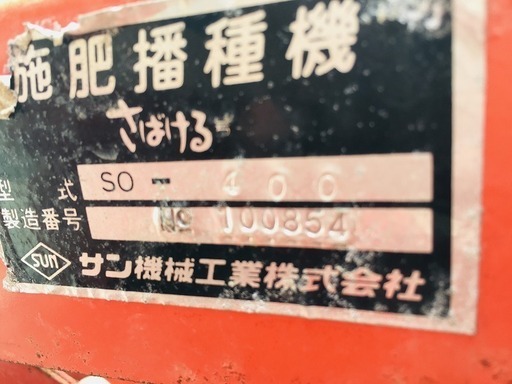 施肥播種機
さばける
型式 SO-400
製造番号 № 100854
SUN サン機械工業株式会社